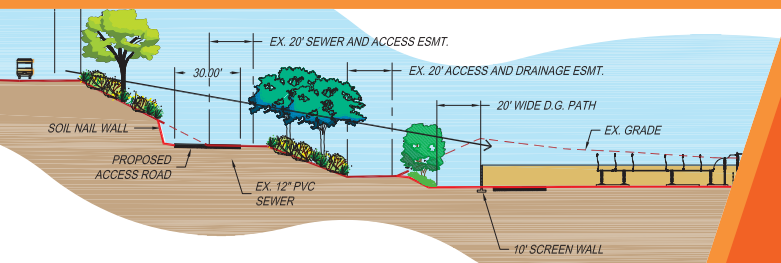 EX. 20' SEWER AND ACCESS ESMT.
30.00'
EX. 20' ACCESS AND DRAINAGE ESMT.
20' WIDE D.G. PATH
EX. GRADE
SOIL NAIL WALL
PROPOSED
ACCESS ROAD
EX. 12" PVC
SEWER
10' SCREEN WALL